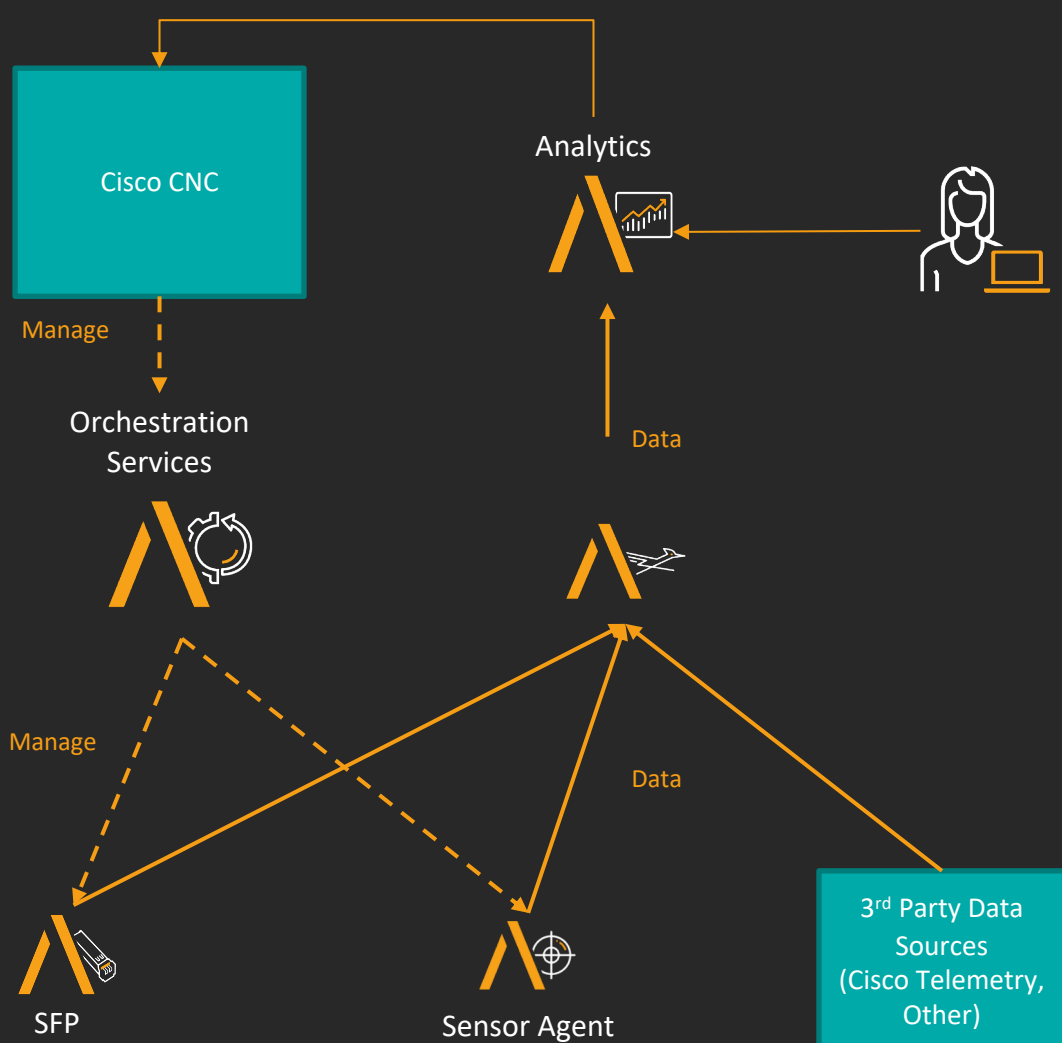 Analytics
Cisco CNC
Manage
Orchestration
Services
Data
Manage
Data
3rd Party Data
Sources
(Cisco Telemetry,
Other)
SFP
Sensor Agent